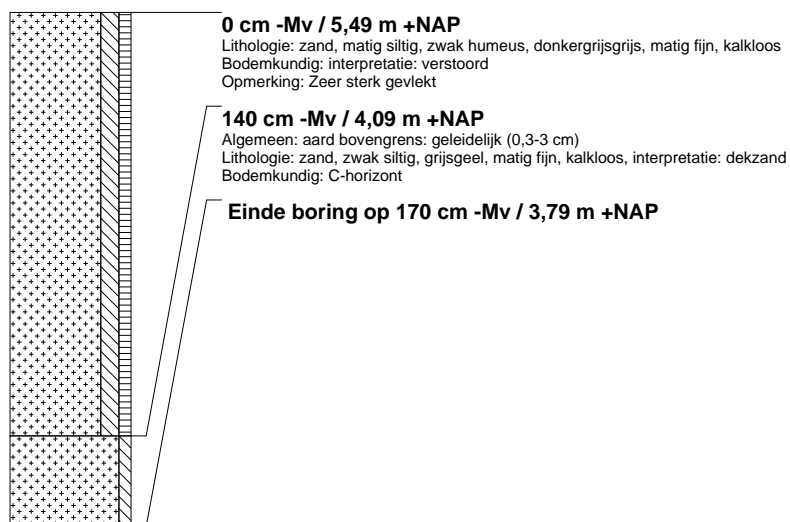 0 cm -Mv / 5,49 m +NAP
Lithologie: zand, matig siltig, zwak humeus, donkergrijsgrijs, matig fijn, kalkloos
Bodemkundig: interpretatie: verstoord
Opmerking: Zeer sterk gevlekt
140 cm -Mv / 4,09 m +NAP
Algemeen: aard bovengrens: geleidelijk (0,3-3 cm)
Lithologie: zand, zwak siltig, grijsgeel, matig fijn, kalkloos, interpretatie: dekzand
Bodemkundig: C-horizont
Einde boring op 170 cm -Mv / 3,79 m +NAP